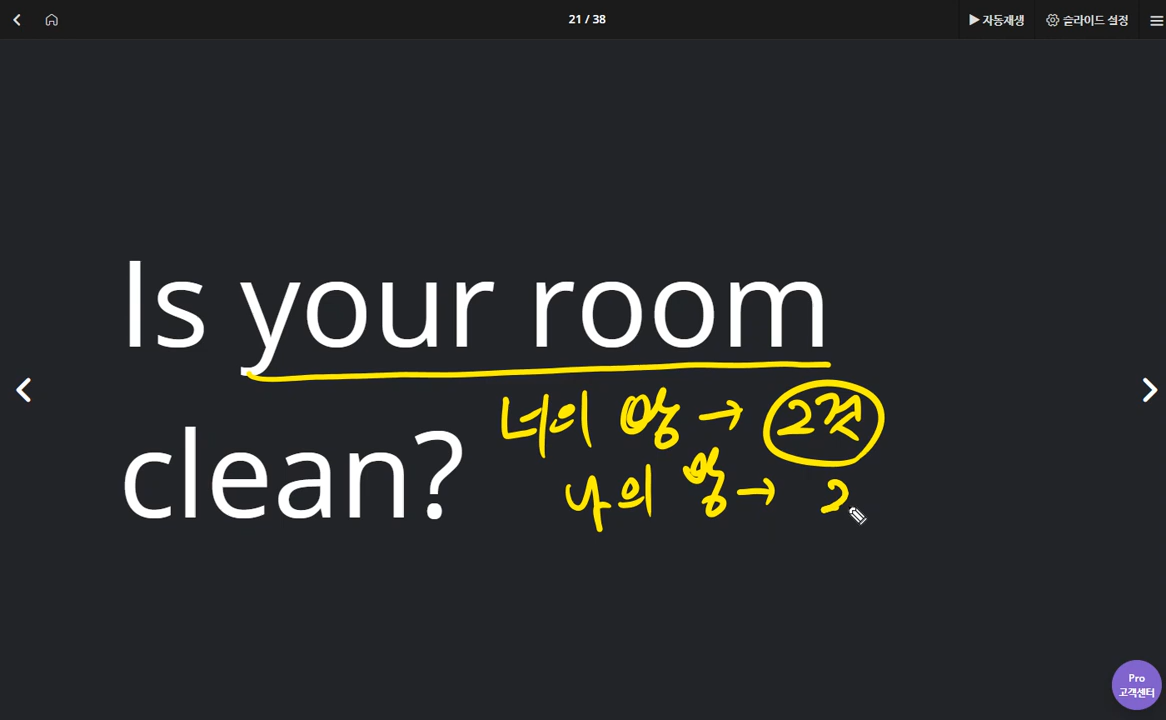 21 / 38
▶ 자동재생
슬라이드 설정
Is your room
clean?
너의 방 → 그것
나의 방 → 그
Pro
고객센터